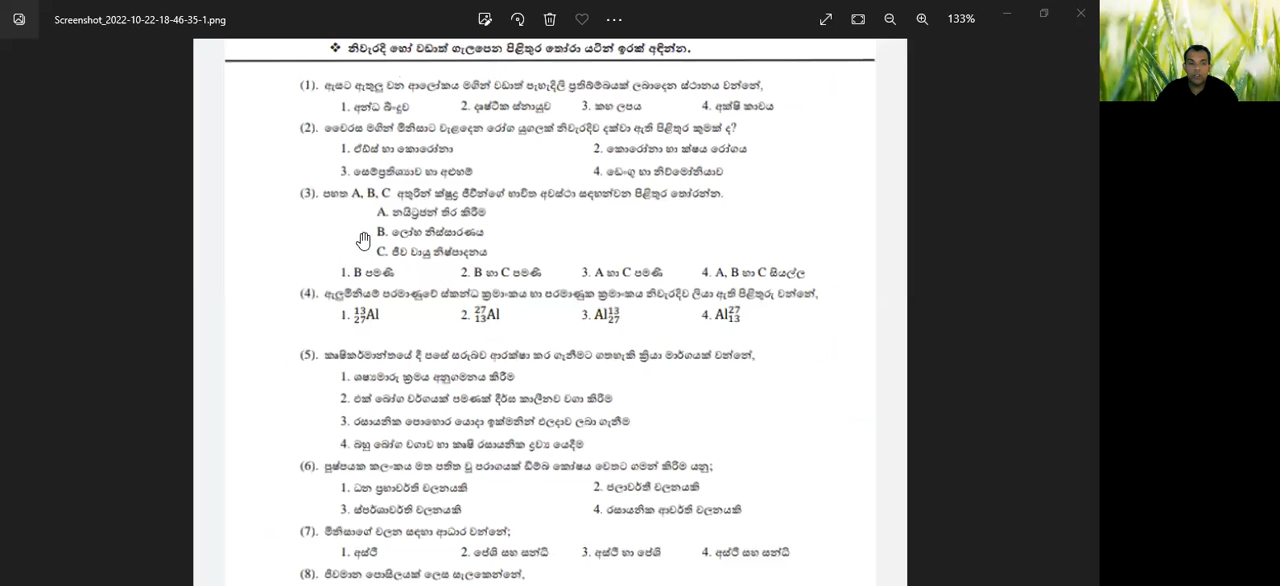 Screenshot_2022-10-22-18-46-35-1.png
133%
❖ නිවැරදි හෝ වඩාත් ගැලපෙන පිළිතුර තෝරා යටින් ඉරක් අඳින්න.
(1). ඇසට ඇතුලු වන ආලෝකය මගින් වඩාත් පැහැදිලි ප්‍රතිබිම්බයක් ලබාදෙන ස්ථානය වන්නේ,
1. අන්ධ බිංදුව 2. දෘෂ්ටික ස්නායුව 3. කහ ලපය 4. අක්ෂි කාචය
(2). වෛරස මගින් මිනිසාට වැළදෙන රෝග යුගලක් නිවැරදිව දක්වා ඇති පිළිතුර කුමක් ද?
1. ඒඩ්ස් හා කොරෝනා 2. කොරෝනා හා ක්ෂය රෝගය
3. සෙම්ප්‍රතිශ්‍යාව හා අළුහම් 4. ඩෙංගු හා නිව්මෝනියාව
(3). පහත A, B, C අතුරින් ක්ෂුද්‍ර ජීවීන්ගේ භාවිත අවස්ථා සඳහන්වන පිළිතුර තෝරන්න.
A. නයිට්‍රජන් තිර කිරීම
B. ලෝහ නිස්සාරණය
C. ජීව වායු නිෂ්පාදනය
1. B පමණි 2. B හා C පමණි 3. A හා C පමණි 4. A, B හා C සියල්ල
(4). ඇලුමිනියම් පරමාණුවේ ස්කන්ධ ක්‍රමාංකය හා පරමාණුක ක්‍රමාංකය නිවැරදිව ලියා ඇති පිළිතුරු වන්නේ,
1. ¹³₂₇Al 2. ²⁷₁₃Al 3. Al¹³₂₇ 4. Al²⁷₁₃
(5). කෘෂිකර්මාන්තයේ දී පසේ සරුබව ආරක්ෂා කර ගැනීමට ගතහැකි ක්‍රියා මාර්ගයක් වන්නේ,
1. ශෂ්‍යමාරු ක්‍රමය අනුගමනය කිරීම
2. එක් බෝග වර්ගයක් පමණක් දීර්ඝ කාලීනව වගා කිරීම
3. රසායනික පොහොර යොදා ඉක්මනින් ඵලදාව ලබා ගැනීම
4. බහු බෝග වගාව හා කෘෂි රසායනික ද්‍රව්‍ය යෙදීම
(6). පුෂ්පයක කලංකය මත පතිත වූ පරාගයක් ඩිම්බ කෝෂය වෙතට ගමන් කිරීම යනු;
1. ධන ප්‍රභාවර්ති චලනයකි 2. ජලාවර්තී චලනයකි
3. ස්පර්ශාවර්ති චලනයකි 4. රසායනික ආවර්ති චලනයකි
(7). මිනිසාගේ චලන සඳහා ආධාර වන්නේ;
1. අස්ථි 2. පේශි සහ සන්ධි 3. අස්ථි හා පේශි 4. අස්ථි සහ සන්ධි
(8). ජීවමාන පොසිලයක් ලෙස සැලකෙන්නේ,